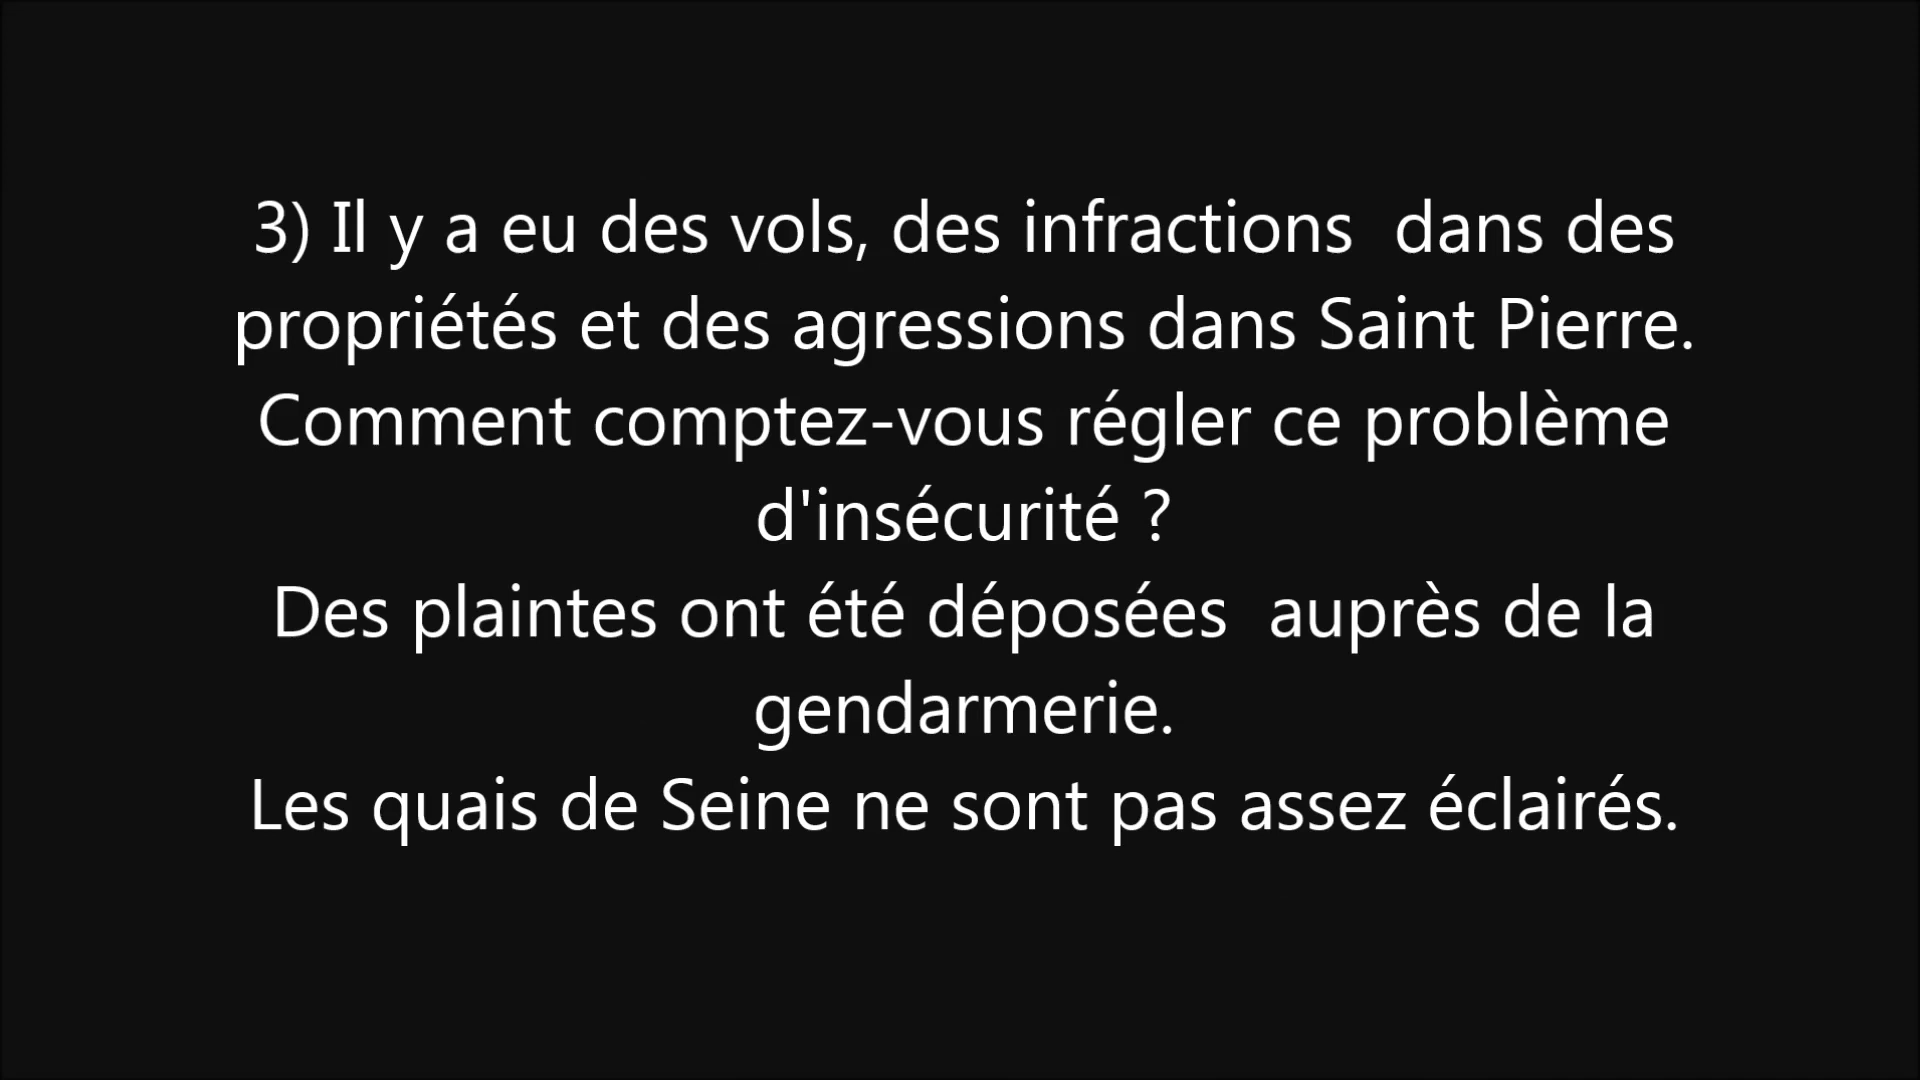 3) Il y a eu des vols, des infractions  dans des
propriétés et des agressions dans Saint Pierre.
Comment comptez-vous régler ce problème
d'insécurité ?
Des plaintes ont été déposées  auprès de la
gendarmerie.
Les quais de Seine ne sont pas assez éclairés.